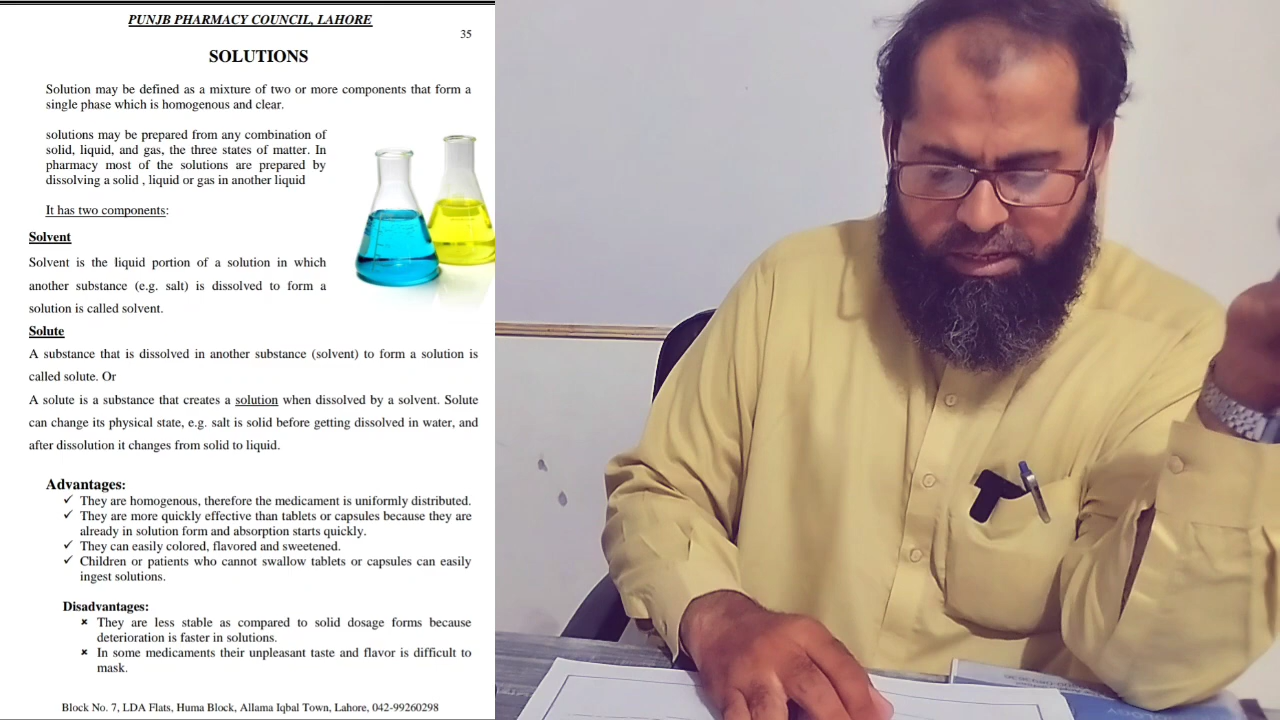 PUNJB PHARMACY COUNCIL, LAHORE
35
SOLUTIONS
Solution may be defined as a mixture of two or more components that form a
single phase which is homogenous and clear.
solutions may be prepared from any combination of
solid, liquid, and gas, the three states of matter. In
pharmacy most of the solutions are prepared by
dissolving a solid , liquid or gas in another liquid
It has two components:
Solvent
Solvent is the liquid portion of a solution in which
another substance (e.g. salt) is dissolved to form a
solution is called solvent.
Solute
A substance that is dissolved in another substance (solvent) to form a solution is
called solute. Or
A solute is a substance that creates a solution when dissolved by a solvent. Solute
can change its physical state, e.g. salt is solid before getting dissolved in water, and
after dissolution it changes from solid to liquid.
Advantages:
✓ They are homogenous, therefore the medicament is uniformly distributed.
✓ They are more quickly effective than tablets or capsules because they are
already in solution form and absorption starts quickly.
✓ They can easily colored, flavored and sweetened.
✓ Children or patients who cannot swallow tablets or capsules can easily
ingest solutions.
Disadvantages:
× They are less stable as compared to solid dosage forms because
deterioration is faster in solutions.
× In some medicaments their unpleasant taste and flavor is difficult to
mask.
Block No. 7, LDA Flats, Huma Block, Allama Iqbal Town, Lahore, 042-99260298